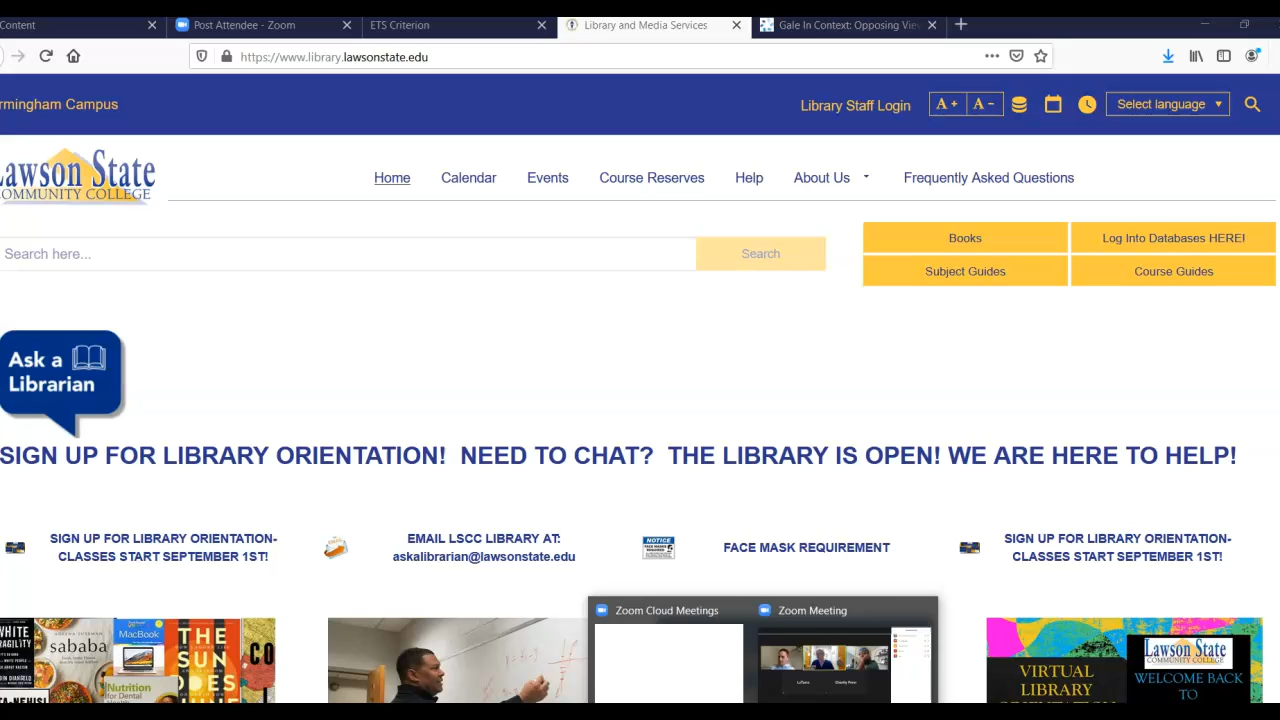 Content
Post Attendee - Zoom
ETS Criterion
Library and Media Services
Gale In Context: Opposing View
https://www.library.lawsonstate.edu
rmingham Campus
Library Staff Login
A +
A -
Select language
Lawson State
COMMUNITY COLLEGE
Home
Calendar
Events
Course Reserves
Help
About Us
Frequently Asked Questions
Search here...
Search
Books
Log Into Databases HERE!
Subject Guides
Course Guides
Ask a
Librarian
SIGN UP FOR LIBRARY ORIENTATION! NEED TO CHAT? THE LIBRARY IS OPEN! WE ARE HERE TO HELP!
SIGN UP FOR LIBRARY ORIENTATION-
CLASSES START SEPTEMBER 1ST!
EMAIL LSCC LIBRARY AT:
askalibrarian@lawsonstate.edu
NOTICE
FACE MASK REQUIREMENT
SIGN UP FOR LIBRARY ORIENTATION-
CLASSES START SEPTEMBER 1ST!
Zoom Cloud Meetings
Zoom Meeting
WHITE
FRAGILITY
sababa
MacBook
Nutrition
for Dental
THE
SUN
CO
Lawson State
COMMUNITY COLLEGE
VIRTUAL
LIBRARY
WELCOME BACK
TO